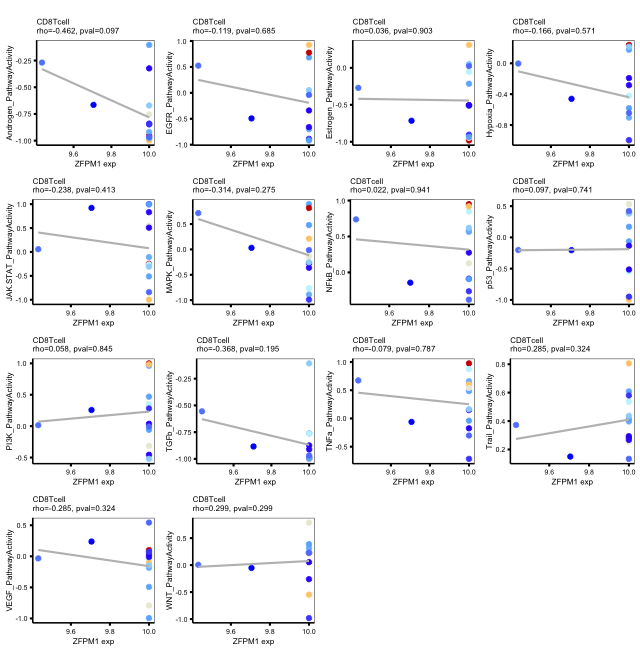 CD8Tcell
rho=-0.462, pval=0.097
Androgen_PathwayActivity
-0.25
-0.50
-0.75
-1.00
9.6
9.8
10.0
ZFPM1 exp
CD8Tcell
rho=-0.119, pval=0.685
EGFR_PathwayActivity
1.0
0.5
0.0
-0.5
-1.0
9.6
9.8
10.0
ZFPM1 exp
CD8Tcell
rho=0.036, pval=0.903
Estrogen_PathwayActivity
0.0
-0.5
-1.0
9.6
9.8
10.0
ZFPM1 exp
CD8Tcell
rho=-0.166, pval=0.571
Hypoxia_PathwayActivity
0.0
-0.4
-0.8
9.6
9.8
10.0
ZFPM1 exp
CD8Tcell
rho=-0.238, pval=0.413
JAK-STAT_PathwayActivity
1.0
0.5
0.0
-0.5
-1.0
9.6
9.8
10.0
ZFPM1 exp
CD8Tcell
rho=-0.314, pval=0.275
MAPK_PathwayActivity
0.5
0.0
-0.5
-1.0
9.6
9.8
10.0
ZFPM1 exp
CD8Tcell
rho=0.022, pval=0.941
NFkB_PathwayActivity
1.0
0.5
0.0
9.6
9.8
10.0
ZFPM1 exp
CD8Tcell
rho=0.097, pval=0.741
p53_PathwayActivity
0.5
0.0
-0.5
-1.0
9.6
9.8
10.0
ZFPM1 exp
CD8Tcell
rho=0.058, pval=0.845
PI3K_PathwayActivity
1.0
0.5
0.0
-0.5
9.6
9.8
10.0
ZFPM1 exp
CD8Tcell
rho=-0.368, pval=0.195
TGFb_PathwayActivity
-0.25
-0.50
-0.75
-1.00
9.6
9.8
10.0
ZFPM1 exp
CD8Tcell
rho=-0.079, pval=0.787
TNFa_PathwayActivity
1.0
0.5
0.0
-0.5
9.6
9.8
10.0
ZFPM1 exp
CD8Tcell
rho=0.285, pval=0.324
Trail_PathwayActivity
0.8
0.6
0.4
0.2
9.6
9.8
10.0
ZFPM1 exp
CD8Tcell
rho=-0.285, pval=0.324
VEGF_PathwayActivity
0.5
0.0
-0.5
-1.0
9.6
9.8
10.0
ZFPM1 exp
CD8Tcell
rho=0.299, pval=0.299
WNT_PathwayActivity
0.5
0.0
-0.5
-1.0
9.6
9.8
10.0
ZFPM1 exp